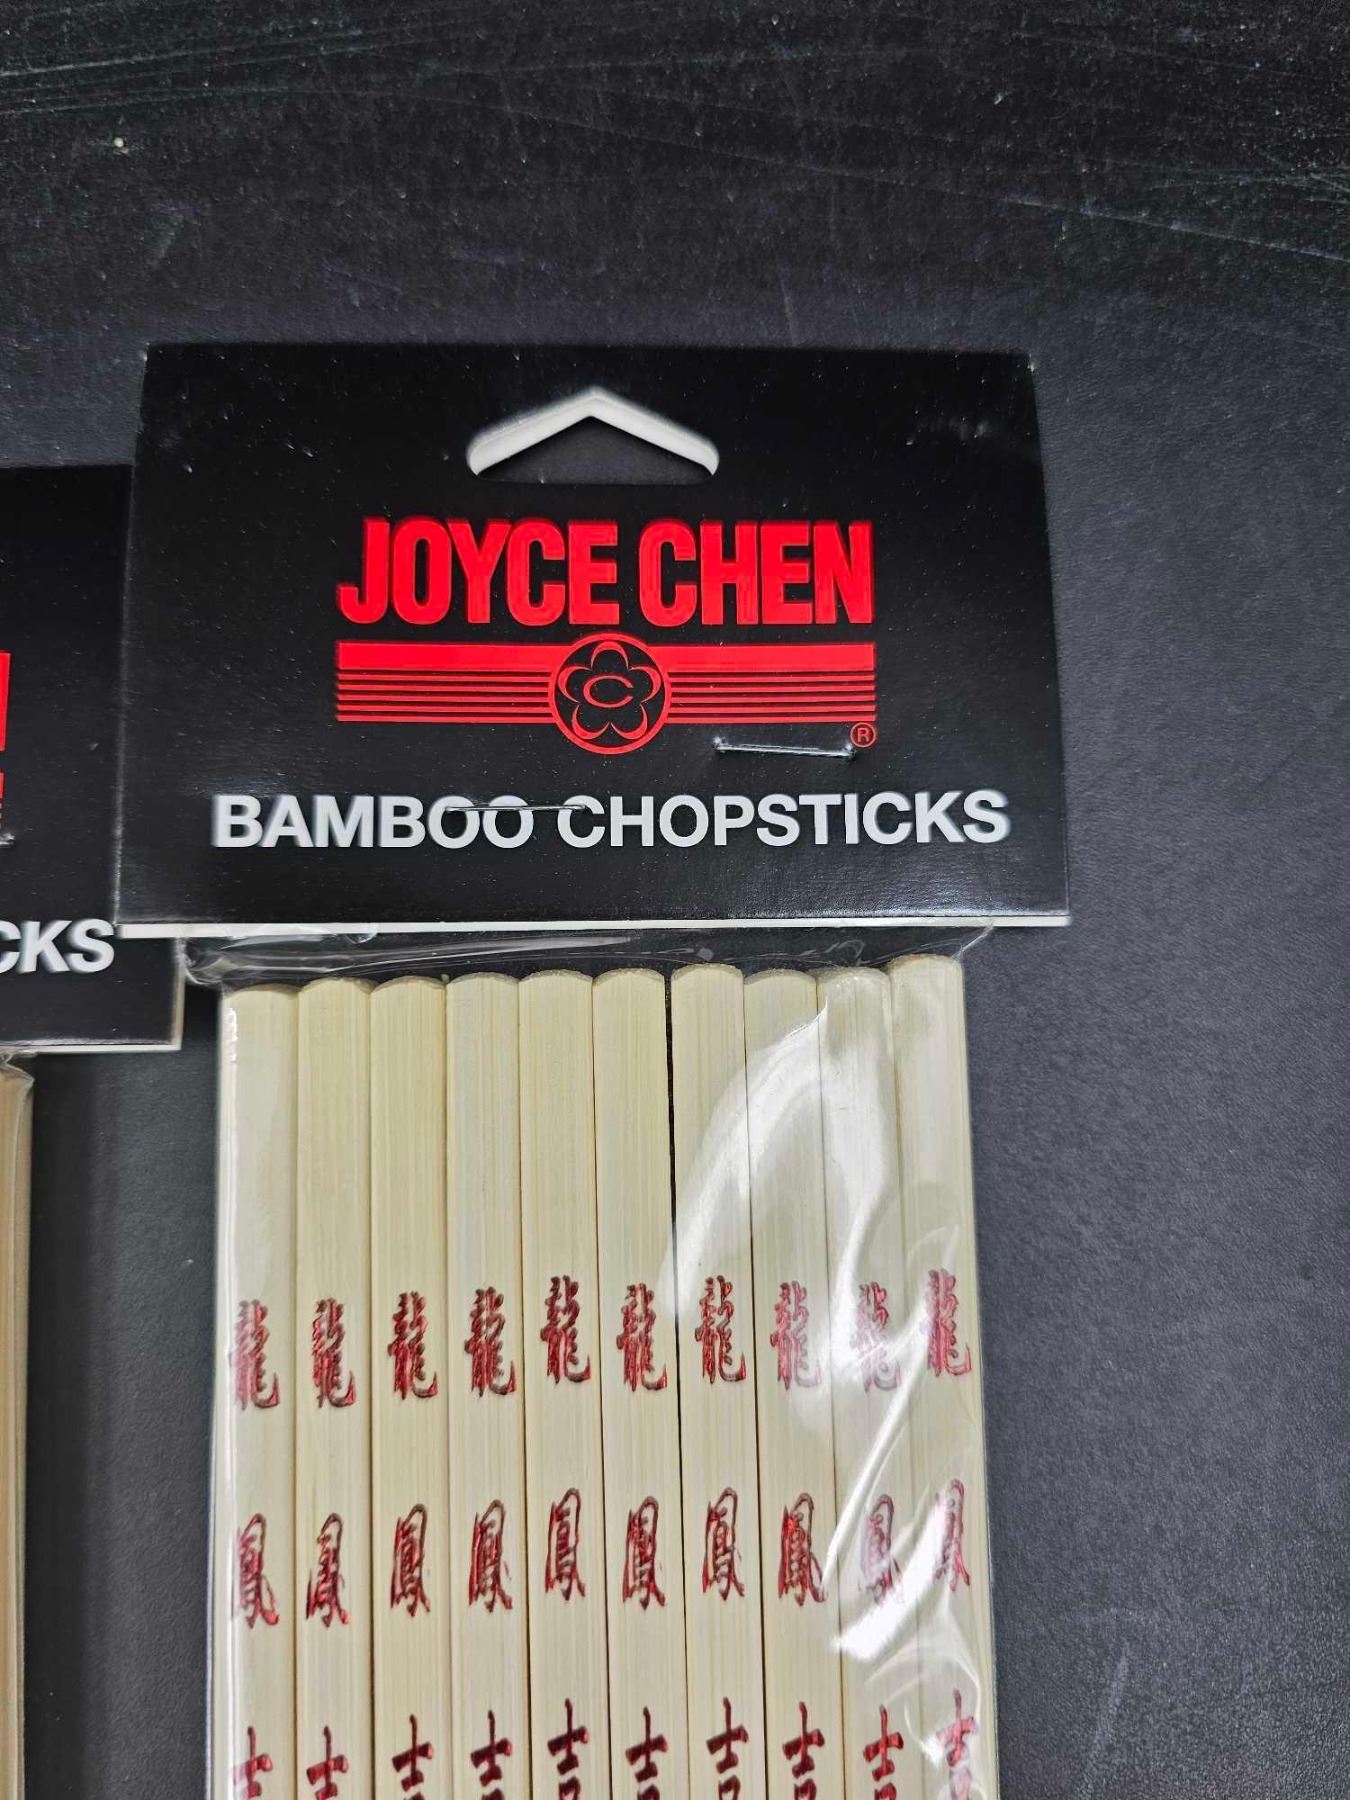 JOYCE CHEN
C
®
BAMBOO CHOPSTICKS
CKS
龍 龍 龍 龍 龍 龍 龍 龍 龍 龍
鳳 鳳 鳳 鳳 鳳 鳳 鳳 鳳 鳳 鳳